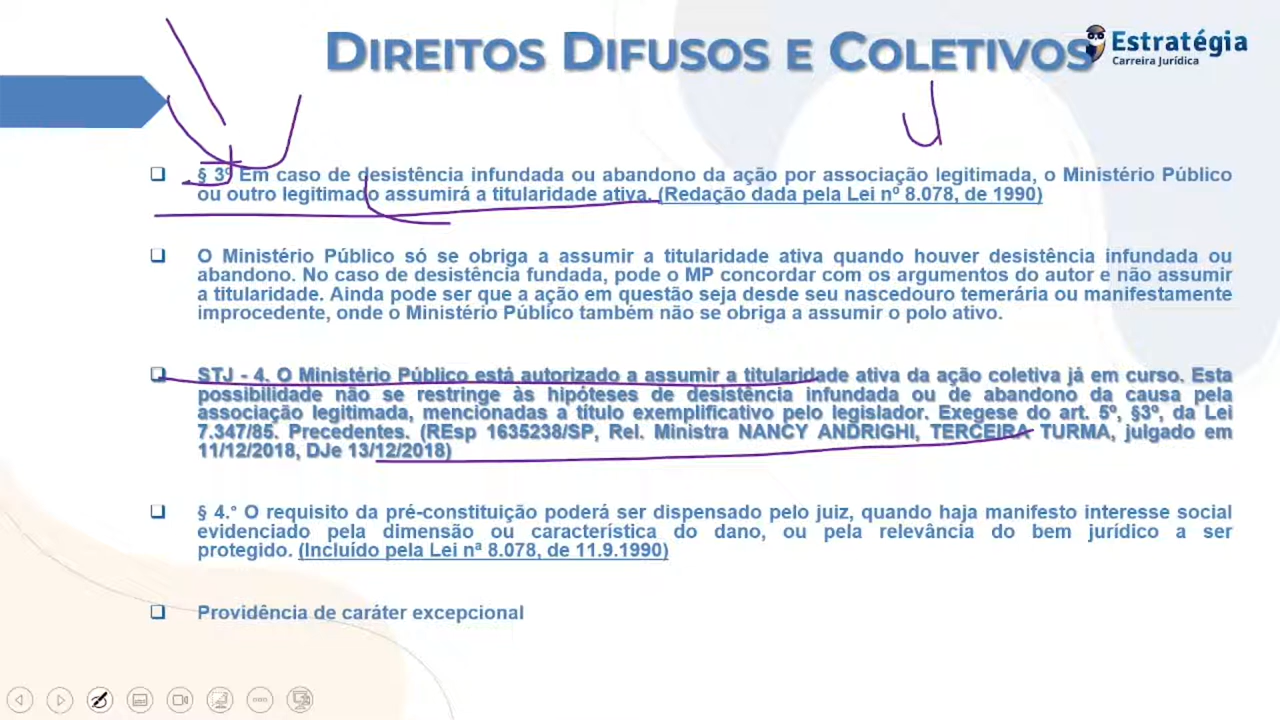 DIREITOS DIFUSOS E COLETIVOS
Estratégia
Carreira Jurídica
§ 3º Em caso de desistência infundada ou abandono da ação por associação legitimada, o Ministério Público
ou outro legitimado assumirá a titularidade ativa. (Redação dada pela Lei nº 8.078, de 1990)
O Ministério Público só se obriga a assumir a titularidade ativa quando houver desistência infundada ou
abandono. No caso de desistência fundada, pode o MP concordar com os argumentos do autor e não assumir
a titularidade. Ainda pode ser que a ação em questão seja desde seu nascedouro temerária ou manifestamente
improcedente, onde o Ministério Público também não se obriga a assumir o polo ativo.
STJ - 4. O Ministério Público está autorizado a assumir a titularidade ativa da ação coletiva já em curso. Esta
possibilidade não se restringe às hipóteses de desistência infundada ou de abandono da causa pela
associação legitimada, mencionadas a título exemplificativo pelo legislador. Exegese do art. 5º, §3º, da Lei
7.347/85. Precedentes. (REsp 1635238/SP, Rel. Ministra NANCY ANDRIGHI, TERCEIRA TURMA, julgado em
11/12/2018, DJe 13/12/2018)
§ 4.° O requisito da pré-constituição poderá ser dispensado pelo juiz, quando haja manifesto interesse social
evidenciado pela dimensão ou característica do dano, ou pela relevância do bem jurídico a ser
protegido. (Incluído pela Lei nª 8.078, de 11.9.1990)
Providência de caráter excepcional